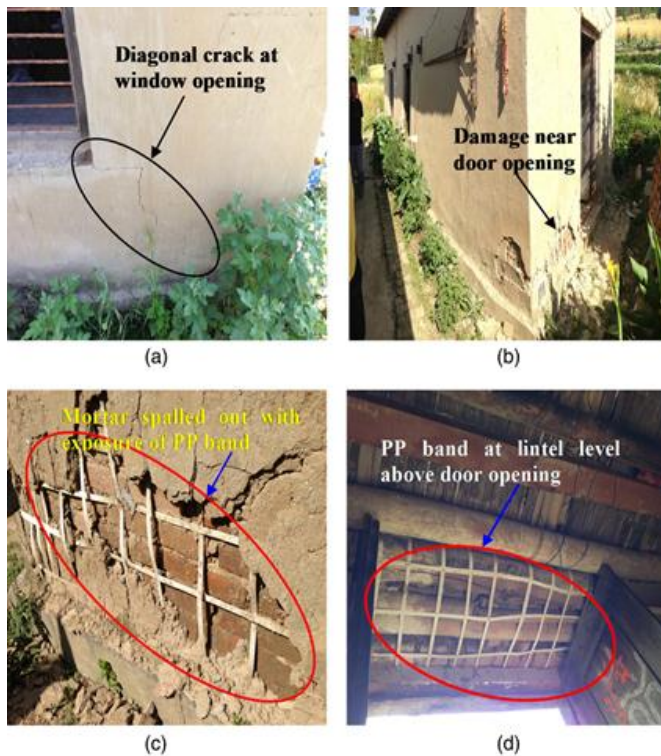 Diagonal crack at
window opening
Damage near
door opening
(a)
(b)
Mortar spalled out with
exposure of PP band
PP band at lintel level
above door opening
(c)
(d)